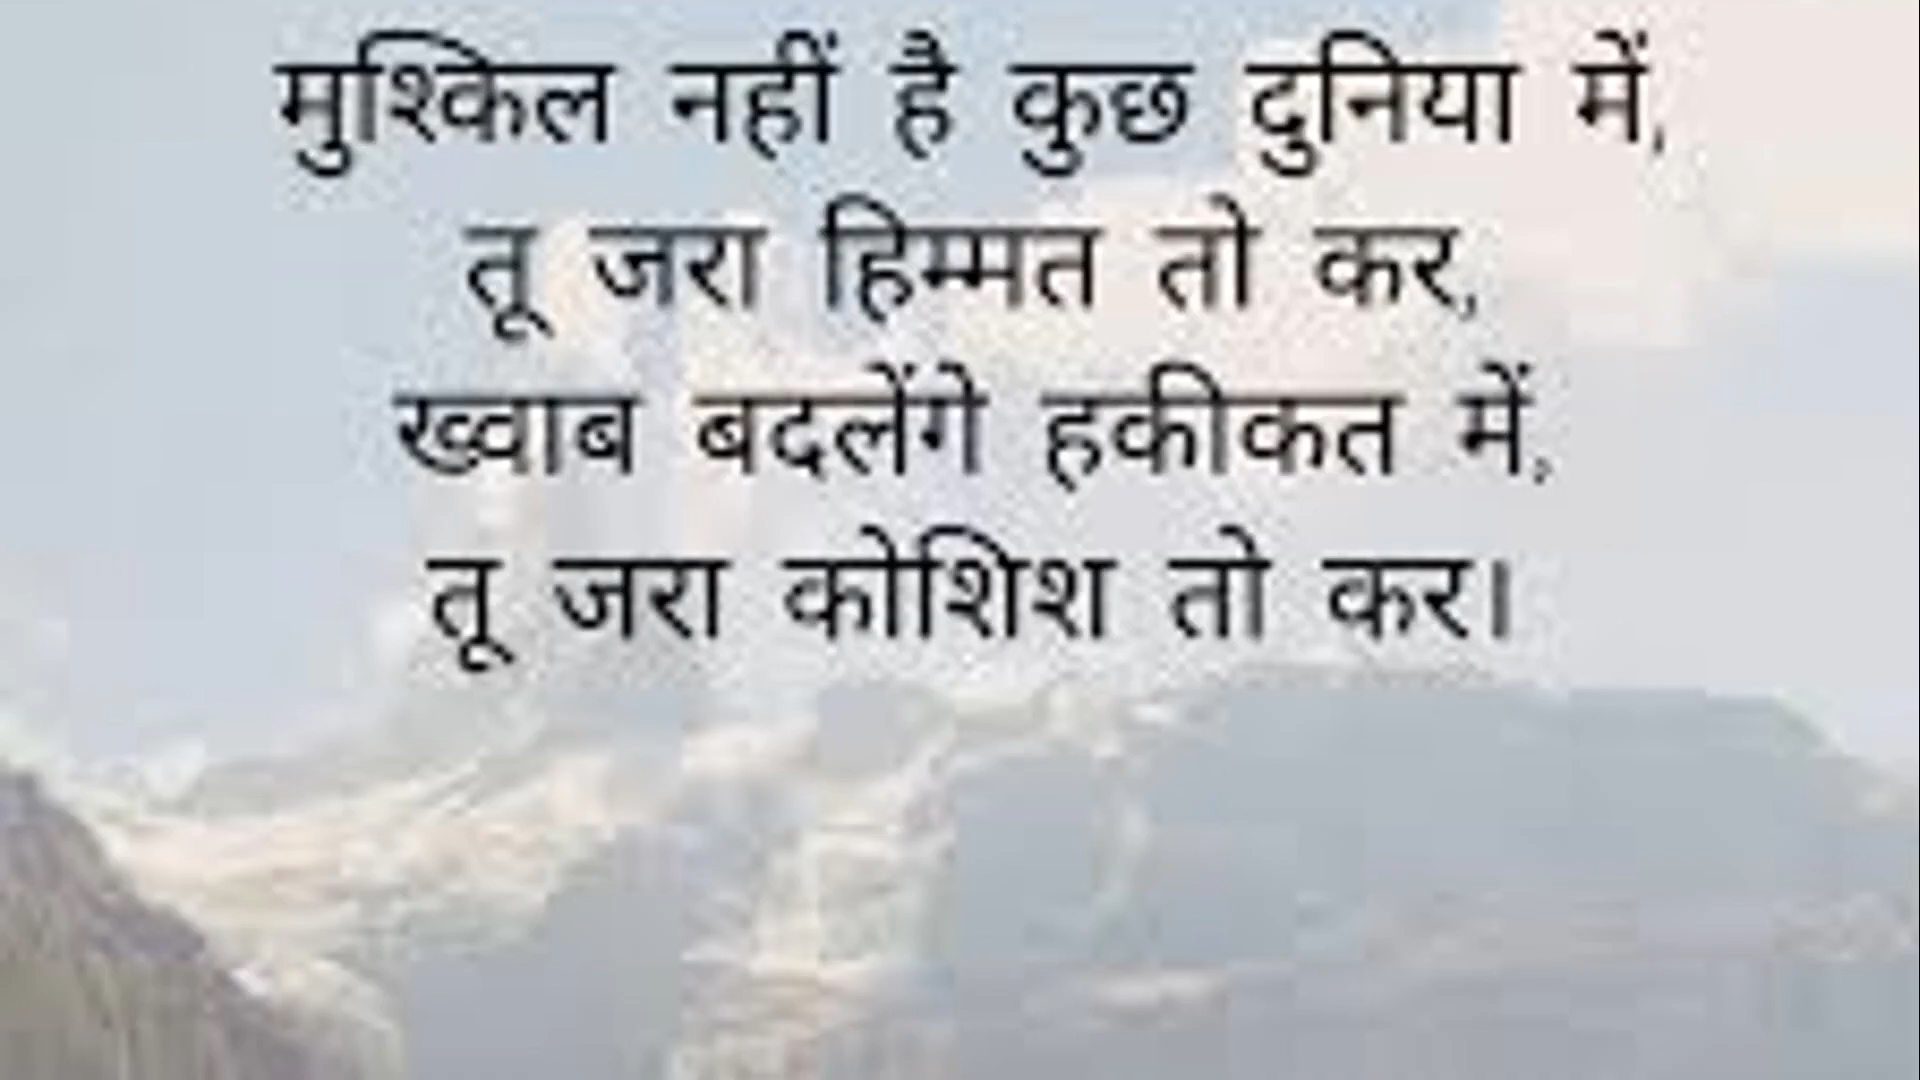 मुश्किल नहीं है कुछ दुनिया में,
तू जरा हिम्मत तो कर,
ख्वाब बदलेंगे हकीकत में,
तू जरा कोशिश तो कर।